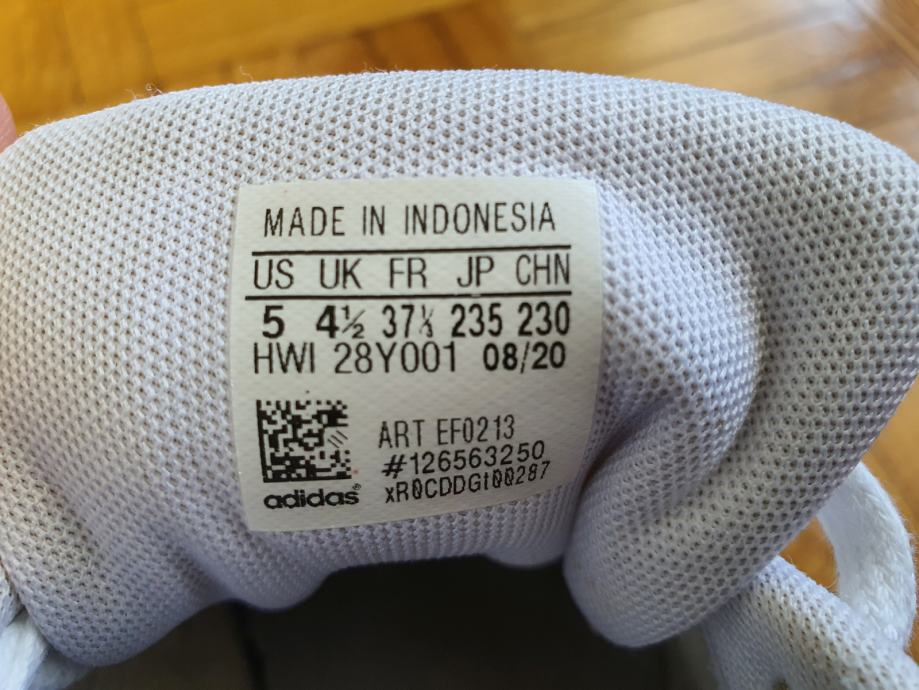 MADE IN INDONESIA
US UK FR JP CHN
5 4½ 37⅓ 235 230
HWI 28Y001 08/20
ART EF0213
#126563250
xR0CDDGt00287
adidas®